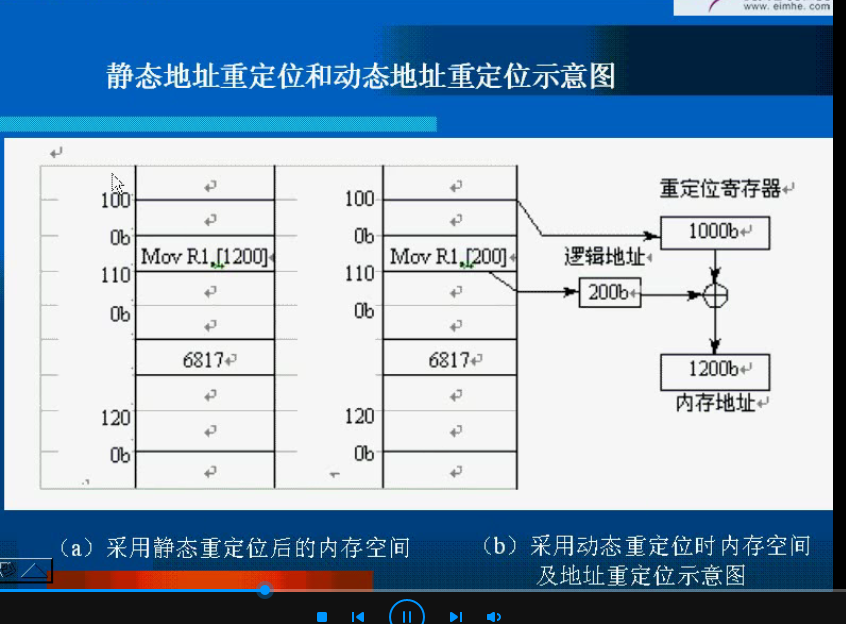 www.eimhe.com
静态地址重定位和动态地址重定位示意图
100
0b
Mov R1,[1200]
110
0b
6817
120
0b
100
0b
Mov R1,[200]
110
0b
6817
120
0b
重定位寄存器
1000b
逻辑地址
200b
1200b
内存地址
（a）采用静态重定位后的内存空间
（b）采用动态重定位时内存空间
及地址重定位示意图